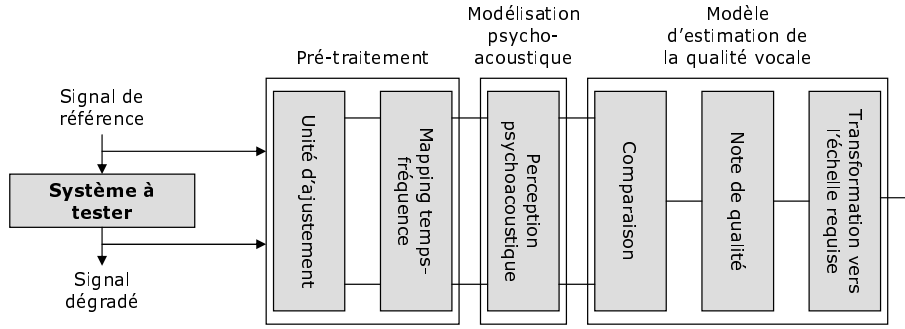 Modélisation
psycho-
acoustique
Modèle
d'estimation de
la qualité vocale
Pré-traitement
Signal de
référence
Système à
tester
Signal
dégradé
Unité d'ajustement
Mapping temps-
fréquence
Perception
psychoacoustique
Comparaison
Note de qualité
Transformation vers
l'échelle requise